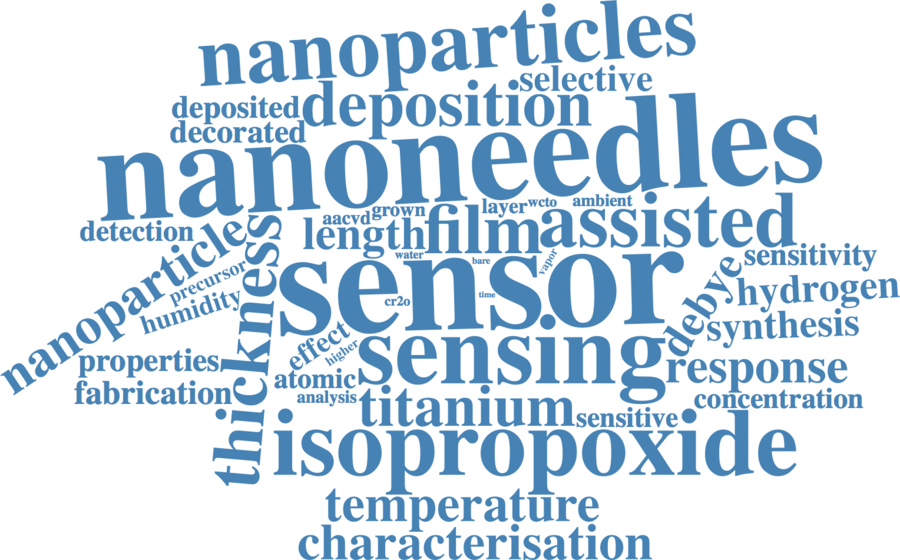 nanoparticles
selective
deposited deposition
decorated
nanoneedles
aacvd grown layer wcto ambient
detection length film assisted
nanoparticle
thickness
water bare vapor
sensitivity
precursor
humidity
sensor
cr2o time
debye
hydrogen
synthesis
effect
higher
sensing
properties
atomic
response
fabrication
analysis
titanium
sensitive
concentration
isopropoxide
temperature
characterisation